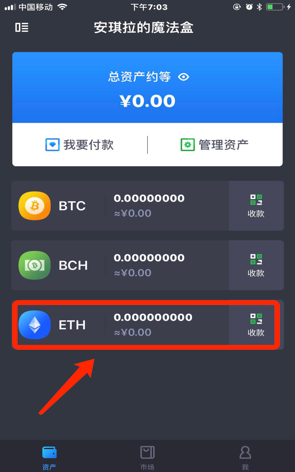 中国移动 下午7:03
安琪拉的魔法盒
总资产约等
¥0.00
我要付款 管理资产
BTC 0.00000000 ≈¥0.00 收款
BCH 0.00000000 ≈¥0.00 收款
ETH 0.000000000 ≈¥0.00 收款
资产 市场 我